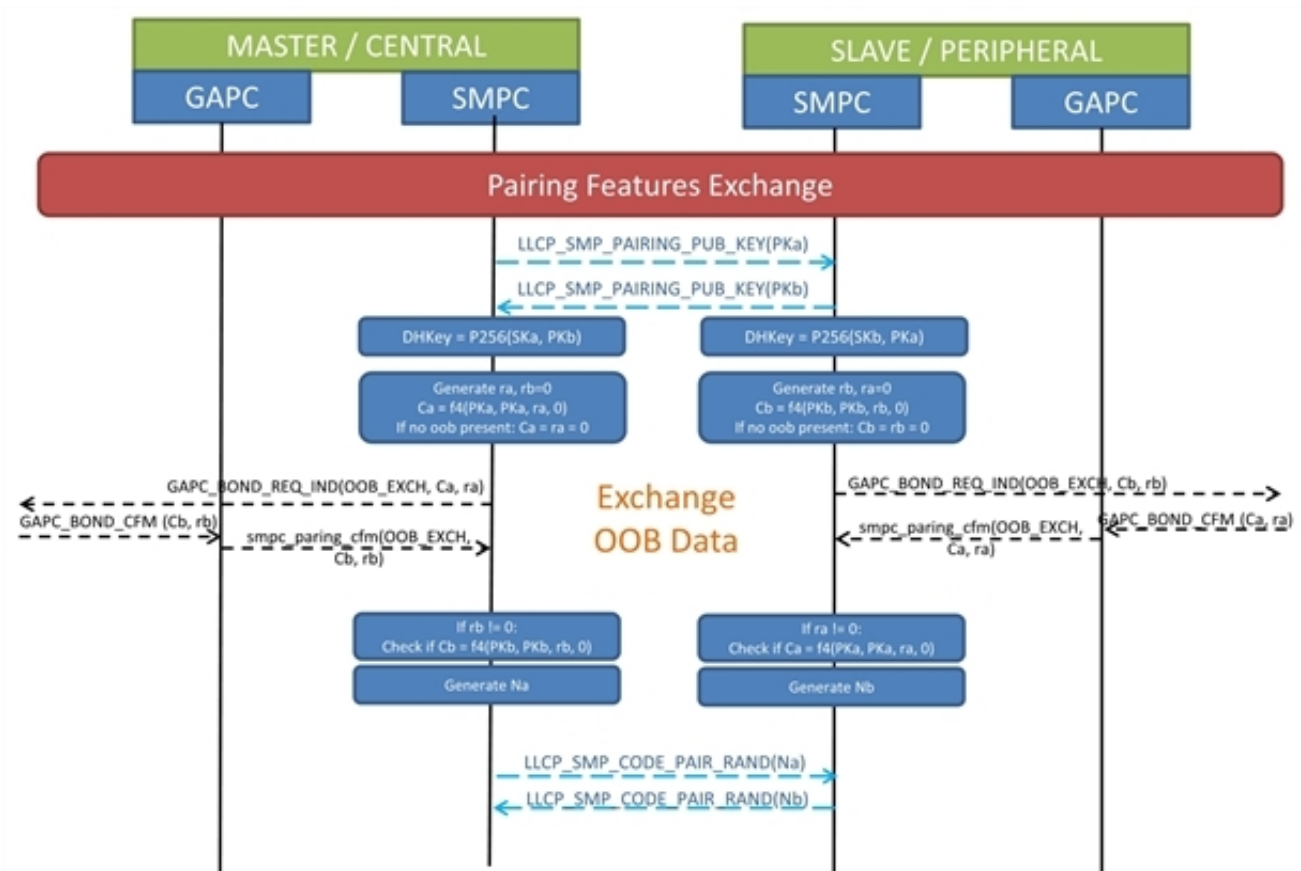 MASTER / CENTRAL
SLAVE / PERIPHERAL
GAPC
SMPC
SMPC
GAPC
Pairing Features Exchange
LLCP_SMP_PAIRING_PUB_KEY(PKa)
LLCP_SMP_PAIRING_PUB_KEY(PKb)
DHKey = P256(SKa, PKb)
DHKey = P256(SKb, PKa)
Generate ra, rb=0
Ca = f4(PKa, PKa, ra, 0)
If no oob present: Ca = ra = 0
Generate rb, ra=0
Cb = f4(PKb, PKb, rb, 0)
If no oob present: Cb = rb = 0
GAPC_BOND_REQ_IND(OOB_EXCH, Ca, ra)
GAPC_BOND_CFM (Cb, rb)
smpc_paring_cfm(OOB_EXCH,
Cb, rb)
Exchange
OOB Data
GAPC_BOND_REQ_IND(OOB_EXCH, Cb, rb)
GAPC_BOND_CFM (Ca, ra)
smpc_paring_cfm(OOB_EXCH,
Ca, ra)
If rb != 0:
Check if Cb = f4(PKb, PKb, rb, 0)
If ra != 0:
Check if Ca = f4(PKa, PKa, ra, 0)
Generate Na
Generate Nb
LLCP_SMP_CODE_PAIR_RAND(Na)
LLCP_SMP_CODE_PAIR_RAND(Nb)